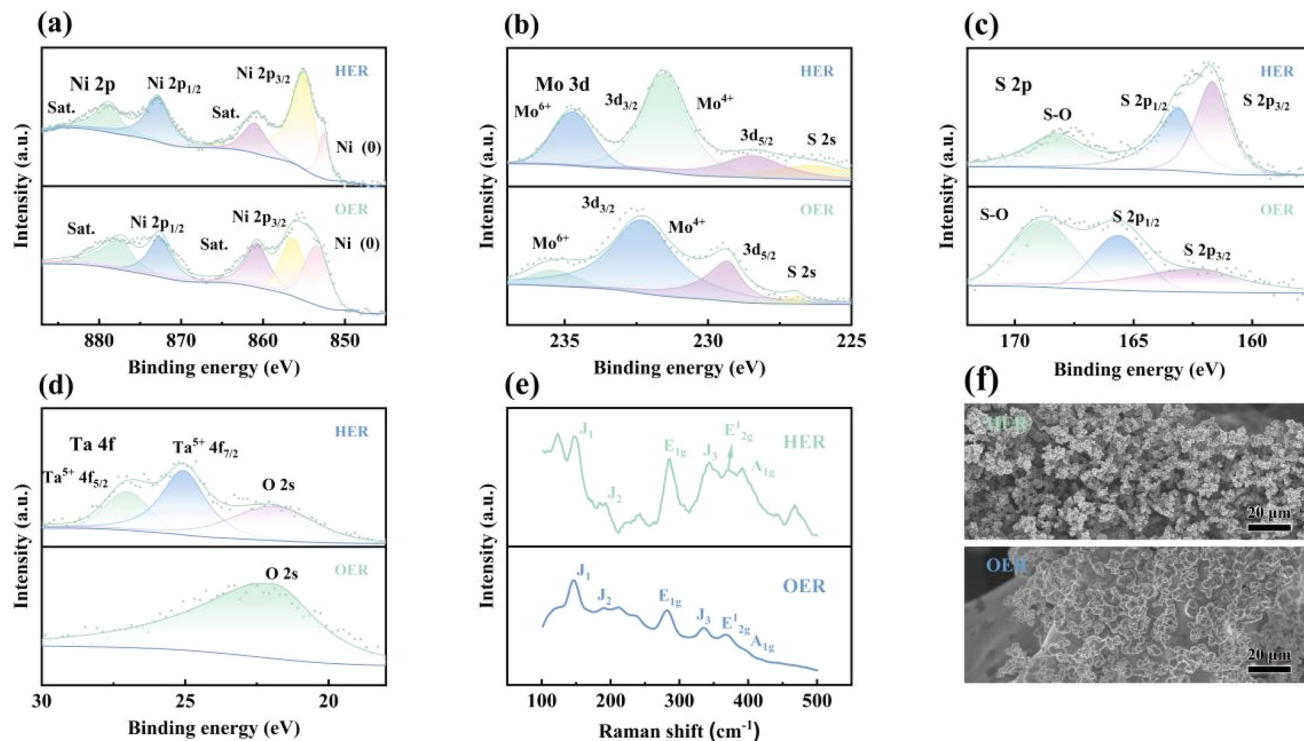 (a)
Intensity (a.u.)
Ni 2p
Sat.
Ni 2p1/2
Sat.
Ni 2p3/2
HER
Ni (0)
Sat.
Ni 2p1/2
Sat.
Ni 2p3/2
OER
Ni (0)
880 870 860 850
Binding energy (eV)
(b)
Intensity (a.u.)
Mo 3d
Mo6+
3d3/2
Mo4+
HER
3d5/2
S 2s
Mo6+
3d3/2
Mo4+
OER
3d5/2
S 2s
235 230 225
Binding energy (eV)
(c)
Intensity (a.u.)
S 2p
S-O
S 2p1/2
HER
S 2p3/2
S-O
S 2p1/2
OER
S 2p3/2
170 165 160
Binding energy (eV)
(d)
Intensity (a.u.)
Ta 4f
Ta5+ 4f5/2
Ta5+ 4f7/2
HER
O 2s
O 2s
OER
30 25 20
Binding energy (eV)
(e)
Intensity (a.u.)
J1
J2
E1g
J3
E12g
A1g
HER
J1
J2
E1g
J3
E12g
A1g
OER
100 200 300 400 500
Raman shift (cm-1)
(f)
HER
20 μm
OER
20 μm